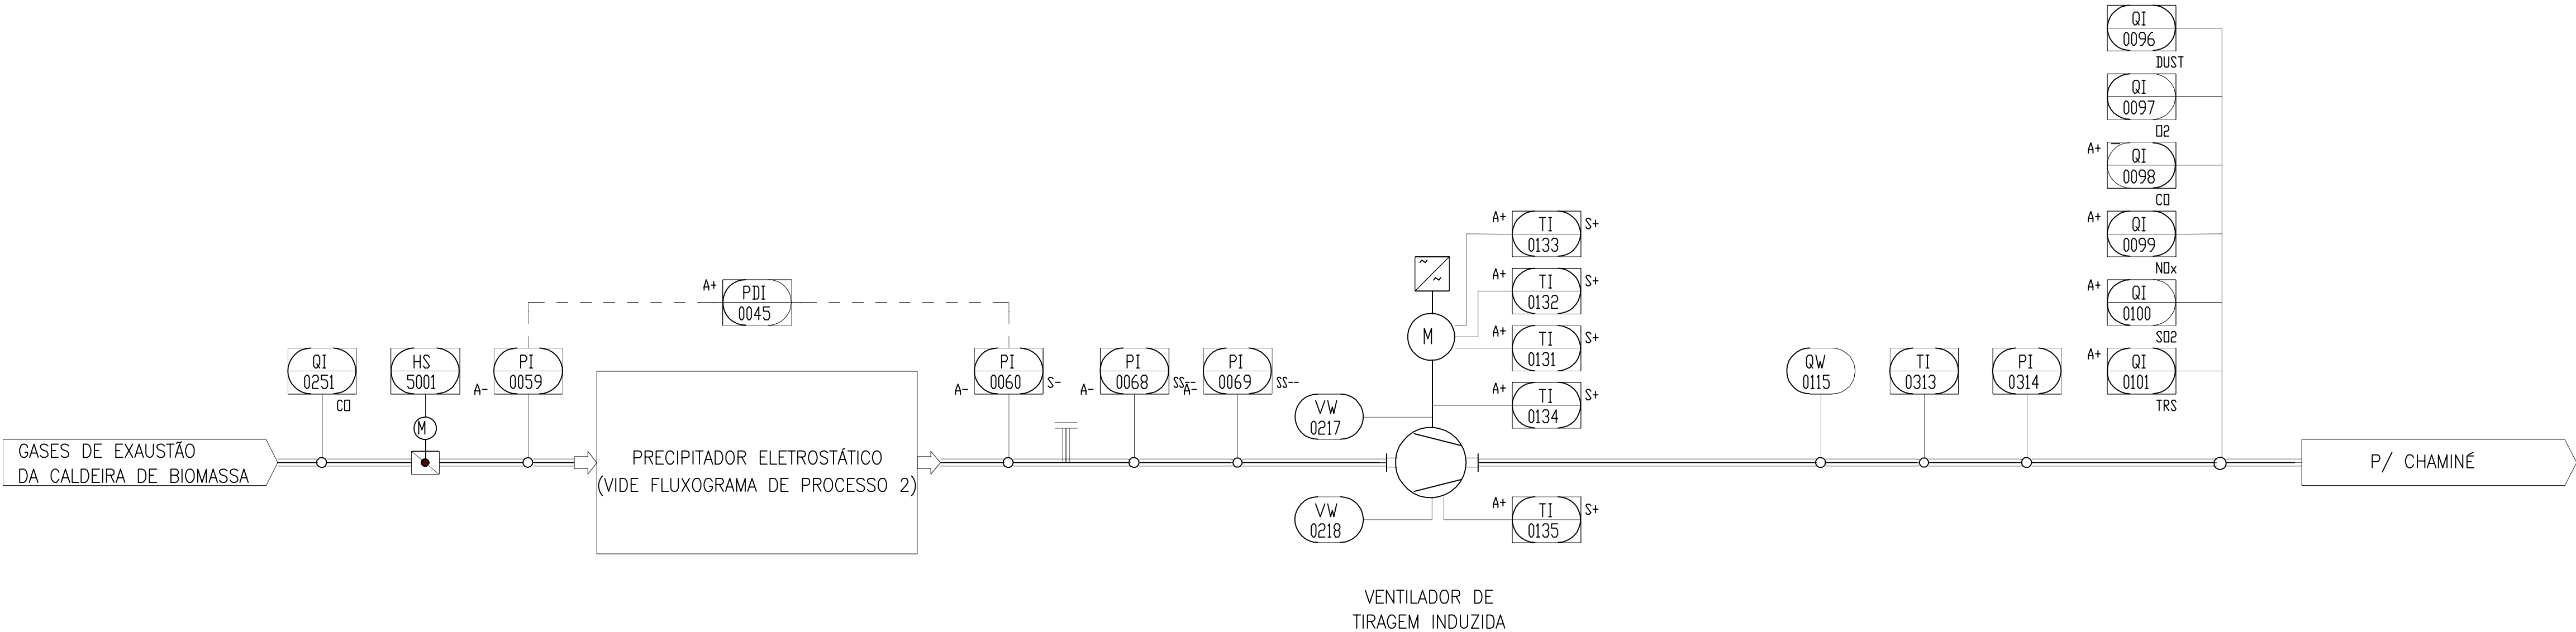 QI
0096
DUST
QI
0097
O2
A+ -
QI
0098
CO
A+
QI
0099
NOx
A+
QI
0100
SO2
A+
QI
0101
TRS
A+
TI
0133
S+
A+
TI
0132
S+
A+
TI
0131
S+
A+
TI
0134
S+
M
A+
PDI
0045
QI
0251
CO
HS
5001
M
A-
PI
0059
A-
PI
0060
S-
A-
PI
0068
SS--
A-
PI
0069
SS--
VW
0217
VW
0218
A+
TI
0135
S+
QW
0115
TI
0313
PI
0314
GASES DE EXAUSTÃO
DA CALDEIRA DE BIOMASSA
PRECIPITADOR ELETROSTÁTICO
(VIDE FLUXOGRAMA DE PROCESSO 2)
P/ CHAMINÉ
VENTILADOR DE
TIRAGEM INDUZIDA